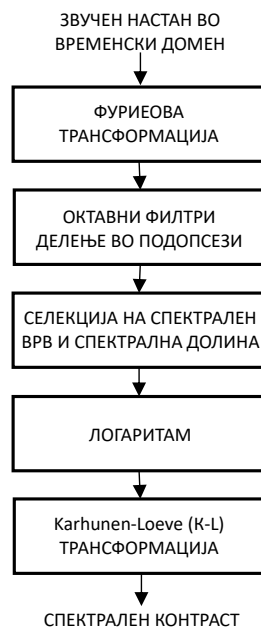 ЗВУЧЕН НАСТАН ВО
ВРЕМЕНСКИ ДОМЕН
ФУРИЕОВА
ТРАНСФОРМАЦИЈА
ОКТАВНИ ФИЛТРИ
ДЕЛЕЊЕ ВО ПОДОПСЕЗИ
СЕЛЕКЦИЈА НА СПЕКТРАЛЕН
ВРВ И СПЕКТРАЛНА ДОЛИНА
ЛОГАРИТАМ
Karhunen-Loeve (K-L)
ТРАНСФОРМАЦИЈА
СПЕКТРАЛЕН КОНТРАСТ